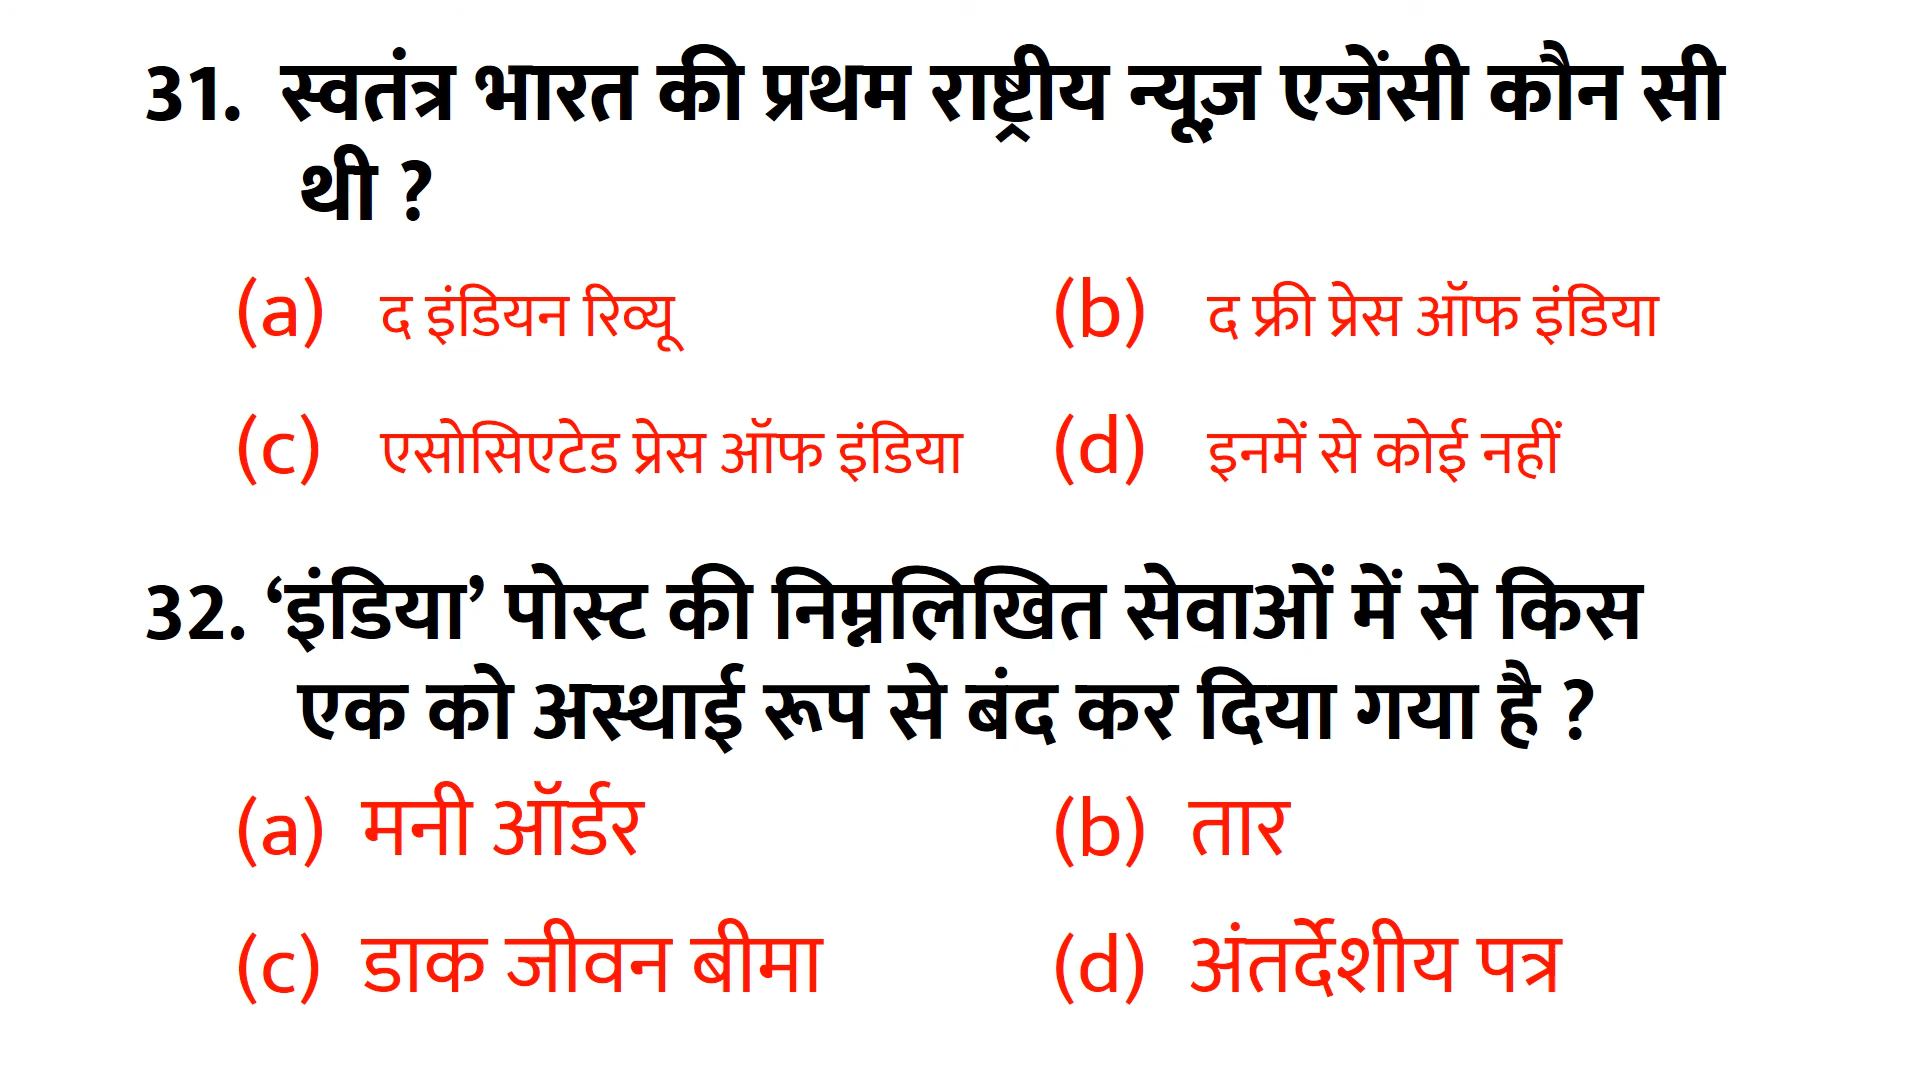 31. स्वतंत्र भारत की प्रथम राष्ट्रीय न्यूज़ एजेंसी कौन सी
थी ?
(a) द इंडियन रिव्यू (b) द फ्री प्रेस ऑफ इंडिया
(c) एसोसिएटेड प्रेस ऑफ इंडिया (d) इनमें से कोई नहीं
32. ‘इंडिया’ पोस्ट की निम्नलिखित सेवाओं में से किस
एक को अस्थाई रूप से बंद कर दिया गया है ?
(a) मनी ऑर्डर (b) तार
(c) डाक जीवन बीमा (d) अंतर्देशीय पत्र